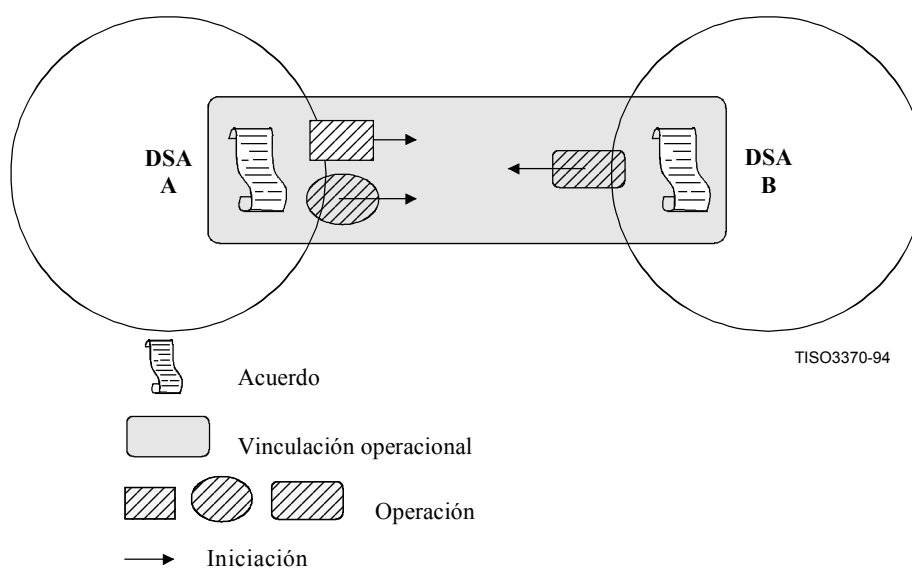 DSA
A
DSA
B
TISO3370-94
Acuerdo
Vinculación operacional
Operación
Iniciación